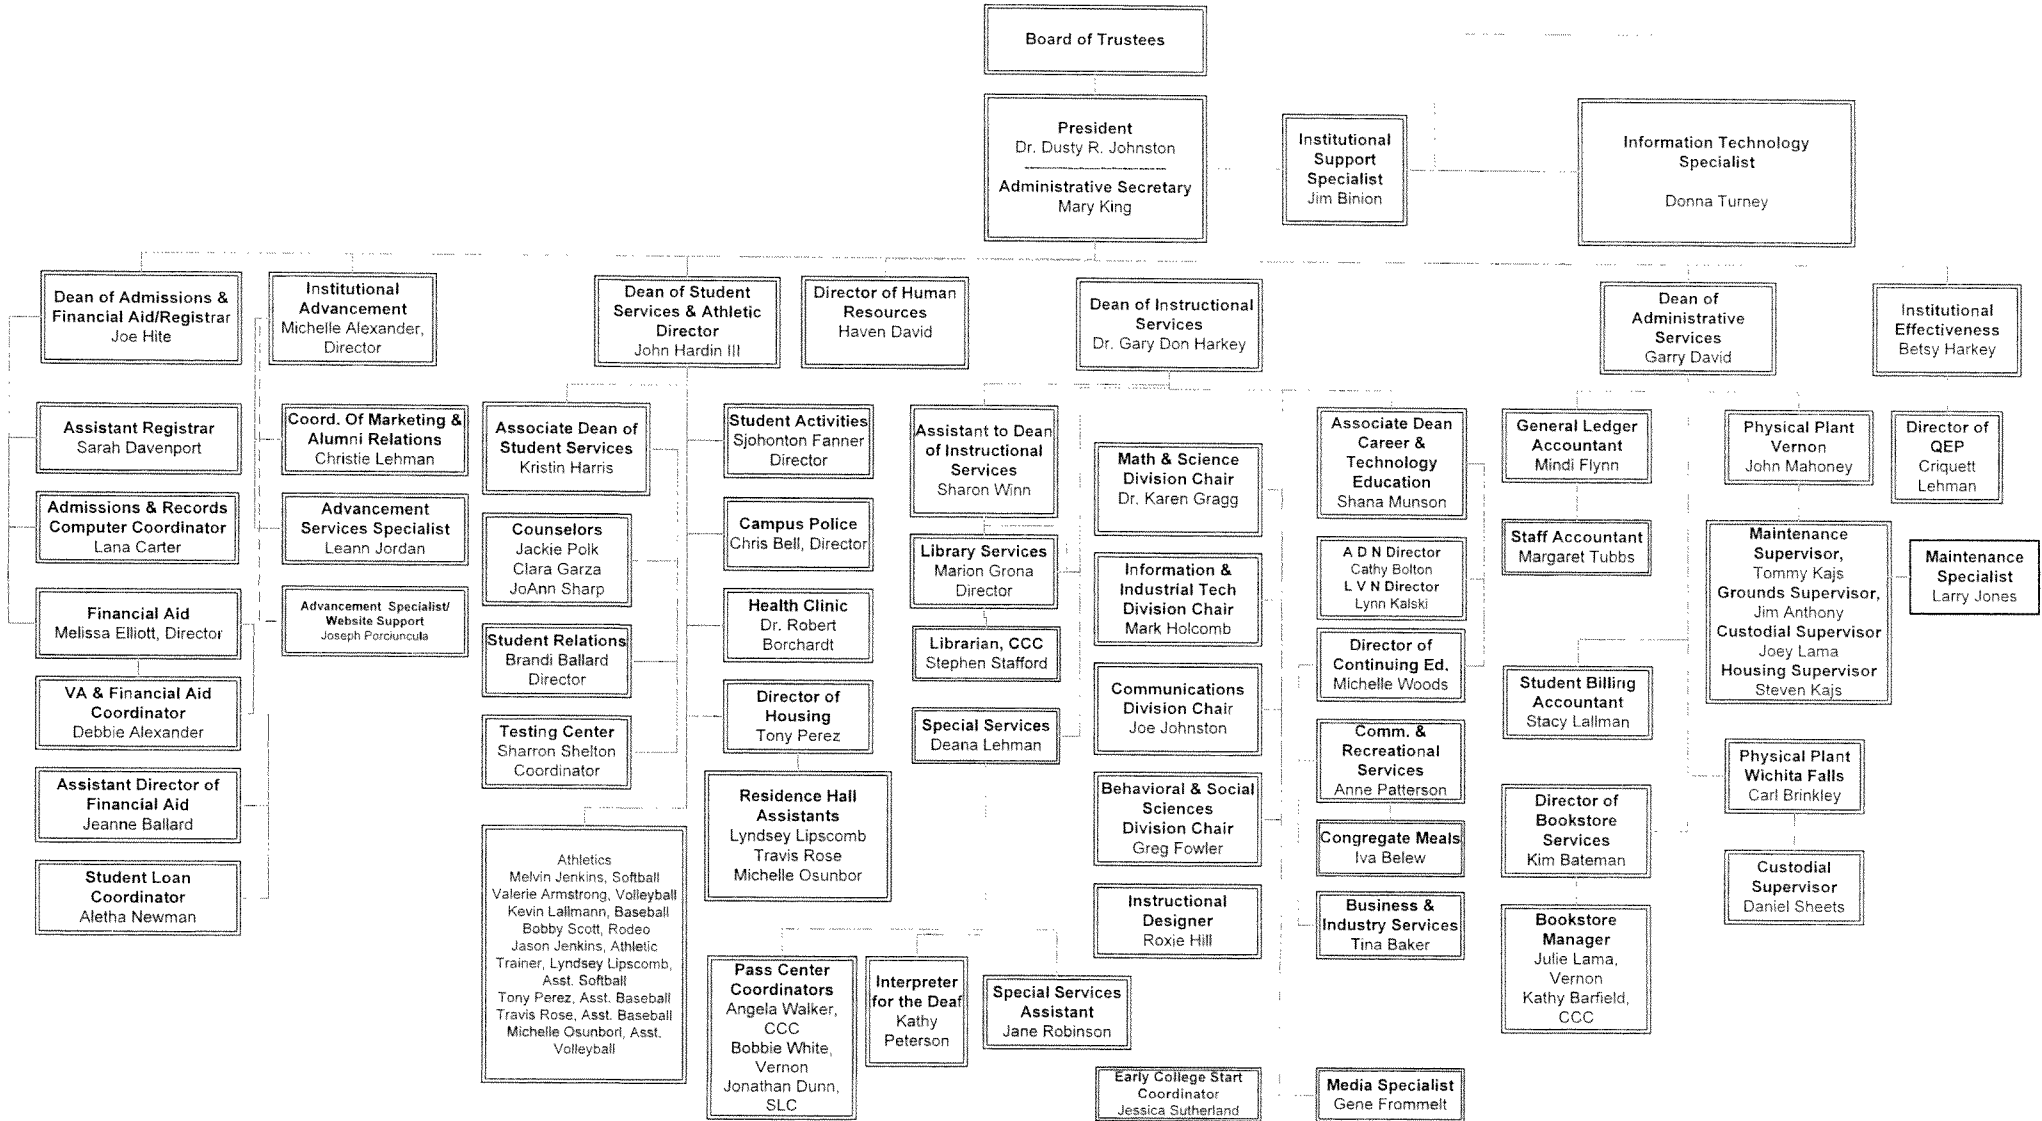 Board of Trustees
President
Dr. Dusty R. Johnston
Administrative Secretary
Mary King
Institutional
Support
Specialist
Jim Binion
Information Technology
Specialist
Donna Turney
Dean of Admissions &
Financial Aid/Registrar
Joe Hite
Institutional
Advancement
Michelle Alexander,
Director
Dean of Student
Services & Athletic
Director
John Hardin III
Director of Human
Resources
Haven David
Dean of Instructional
Services
Dr. Gary Don Harkey
Dean of
Administrative
Services
Garry David
Institutional
Effectiveness
Betsy Harkey
Assistant Registrar
Sarah Davenport
Admissions & Records
Computer Coordinator
Lana Carter
Financial Aid
Melissa Elliott, Director
VA & Financial Aid
Coordinator
Debbie Alexander
Assistant Director of
Financial Aid
Jeanne Ballard
Student Loan
Coordinator
Aletha Newman
Coord. Of Marketing &
Alumni Relations
Christie Lehman
Advancement
Services Specialist
Leann Jordan
Advancement Specialist/
Website Support
Joseph Porciuncula
Associate Dean of
Student Services
Kristin Harris
Counselors
Jackie Polk
Clara Garza
JoAnn Sharp
Student Relations
Brandi Ballard
Director
Testing Center
Sharron Shelton
Coordinator
Athletics
Melvin Jenkins, Softball
Valerie Armstrong, Volleyball
Kevin Lallmann, Baseball
Bobby Scott, Rodeo
Jason Jenkins, Athletic
Trainer, Lyndsey Lipscomb,
Asst. Softball
Tony Perez, Asst. Baseball
Travis Rose, Asst. Baseball
Michelle Osunborl, Asst.
Volleyball
Student Activities
Sjohonton Fanner
Director
Campus Police
Chris Bell, Director
Health Clinic
Dr. Robert
Borchardt
Director of
Housing
Tony Perez
Residence Hall
Assistants
Lyndsey Lipscomb
Travis Rose
Michelle Osunbor
Assistant to Dean
of Instructional
Services
Sharon Winn
Library Services
Marion Grona
Director
Librarian, CCC
Stephen Stafford
Special Services
Deana Lehman
Pass Center
Coordinators
Angela Walker,
CCC
Bobbie White,
Vernon
Jonathan Dunn,
SLC
Interpreter
for the Deaf
Kathy
Peterson
Special Services
Assistant
Jane Robinson
Math & Science
Division Chair
Dr. Karen Gragg
Information &
Industrial Tech
Division Chair
Mark Holcomb
Communications
Division Chair
Joe Johnston
Behavioral & Social
Sciences
Division Chair
Greg Fowler
Instructional
Designer
Roxie Hill
Early College Start
Coordinator
Jessica Sutherland
Associate Dean
Career &
Technology
Education
Shana Munson
A D N Director
Cathy Bolton
L V N Director
Lynn Kalski
Director of
Continuing Ed.
Michelle Woods
Comm. &
Recreational
Services
Anne Patterson
Congregate Meals
Iva Belew
Business &
Industry Services
Tina Baker
Media Specialist
Gene Frommelt
General Ledger
Accountant
Mindi Flynn
Staff Accountant
Margaret Tubbs
Student Billing
Accountant
Stacy Lallman
Director of
Bookstore
Services
Kim Bateman
Bookstore
Manager
Julie Lama,
Vernon
Kathy Barfield,
CCC
Physical Plant
Vernon
John Mahoney
Maintenance
Supervisor,
Tommy Kajs
Grounds Supervisor,
Jim Anthony
Custodial Supervisor
Joey Lama
Housing Supervisor
Steven Kajs
Physical Plant
Wichita Falls
Carl Brinkley
Custodial
Supervisor
Daniel Sheets
Director of
QEP
Criquett
Lehman
Maintenance
Specialist
Larry Jones